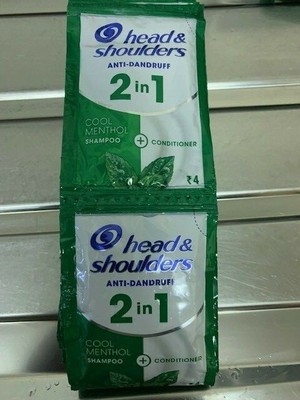 head &
shoulders
ANTI-DANDRUFF
2 in 1
COOL
MENTHOL
SHAMPOO + CONDITIONER
₹4
head &
shoulders
ANTI-DANDRUFF
2 in 1
COOL
MENTHOL
SHAMPOO + CONDITIONER